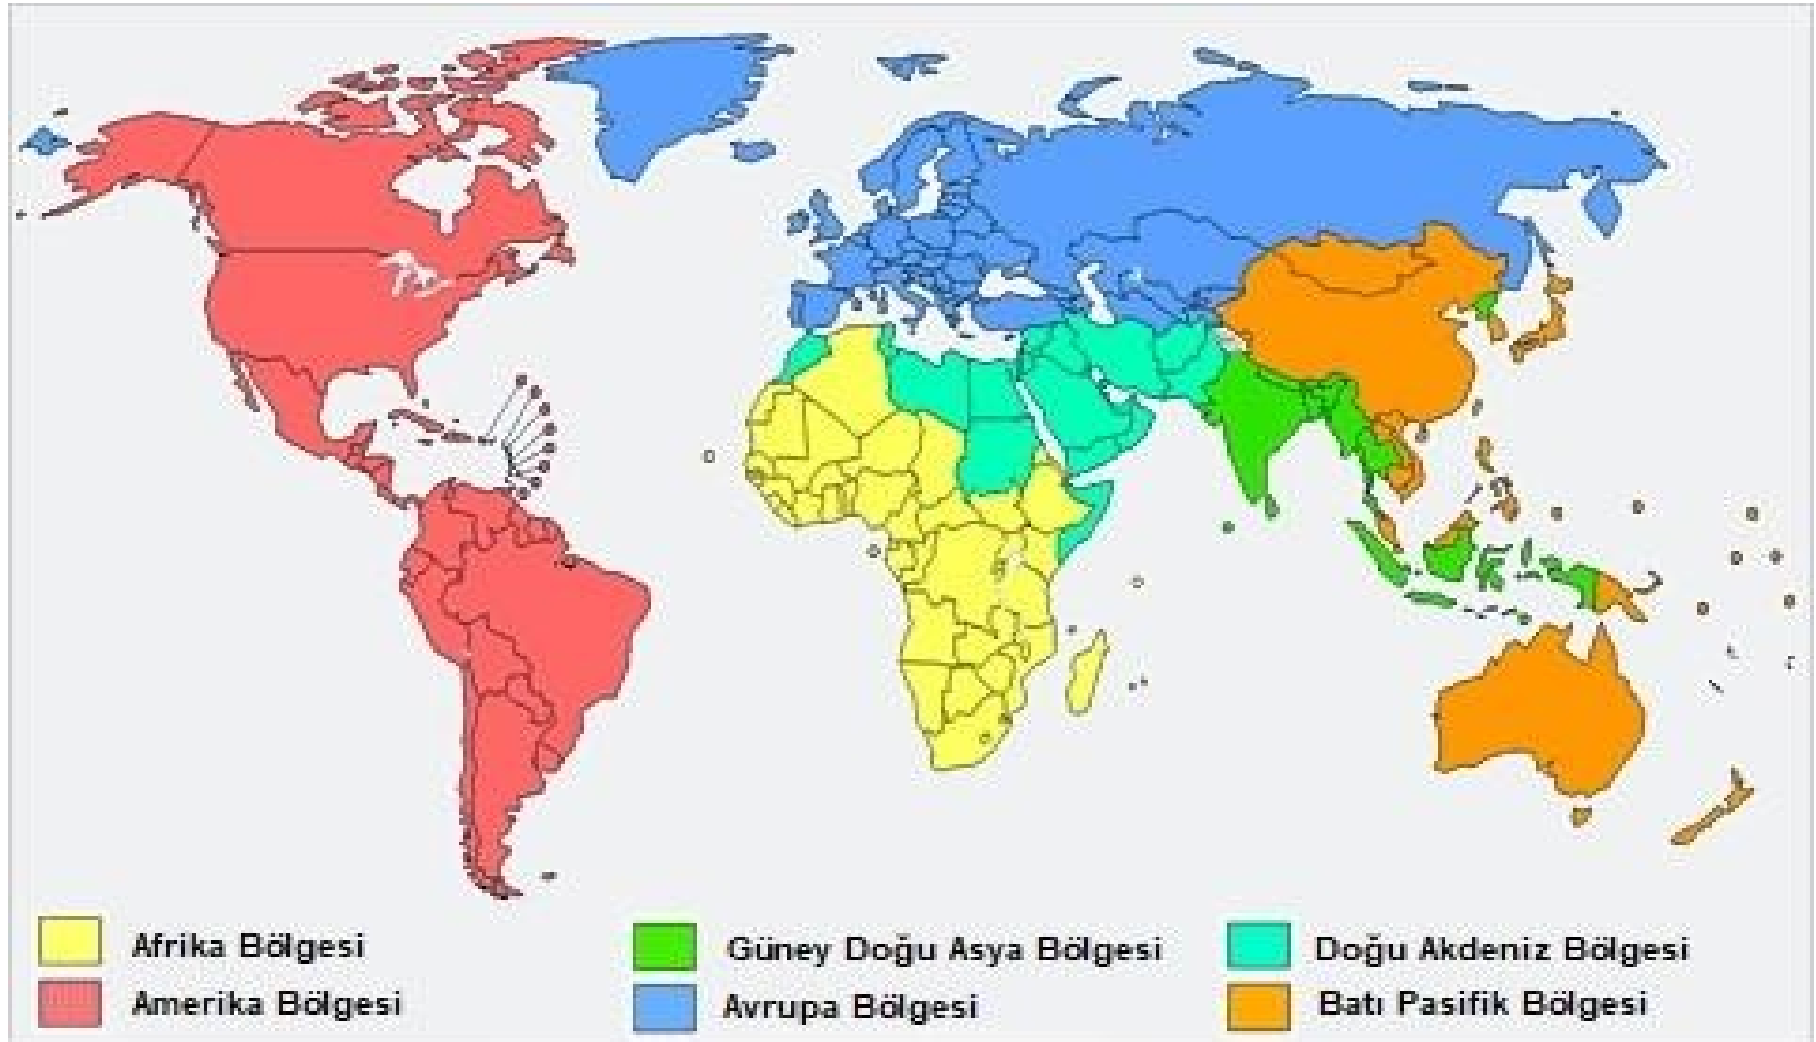 Afrika Bölgesi
Amerika Bölgesi
Güney Doğu Asya Bölgesi
Avrupa Bölgesi
Doğu Akdeniz Bölgesi
Batı Pasifik Bölgesi